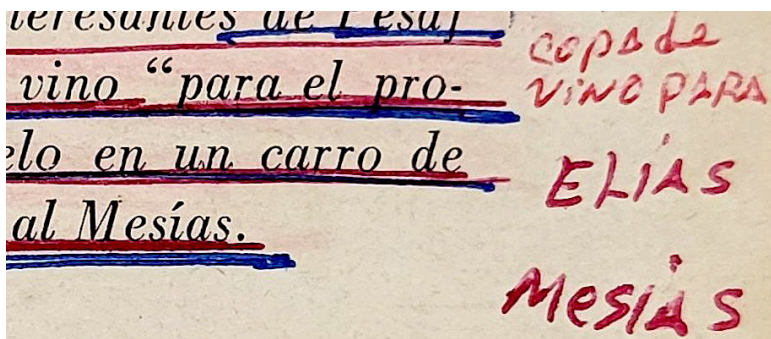 teresantes de Pesaj
vino “para el pro-
elo en un carro de
al Mesías.
copa de
VINO PARA
ELIAS
Mesias